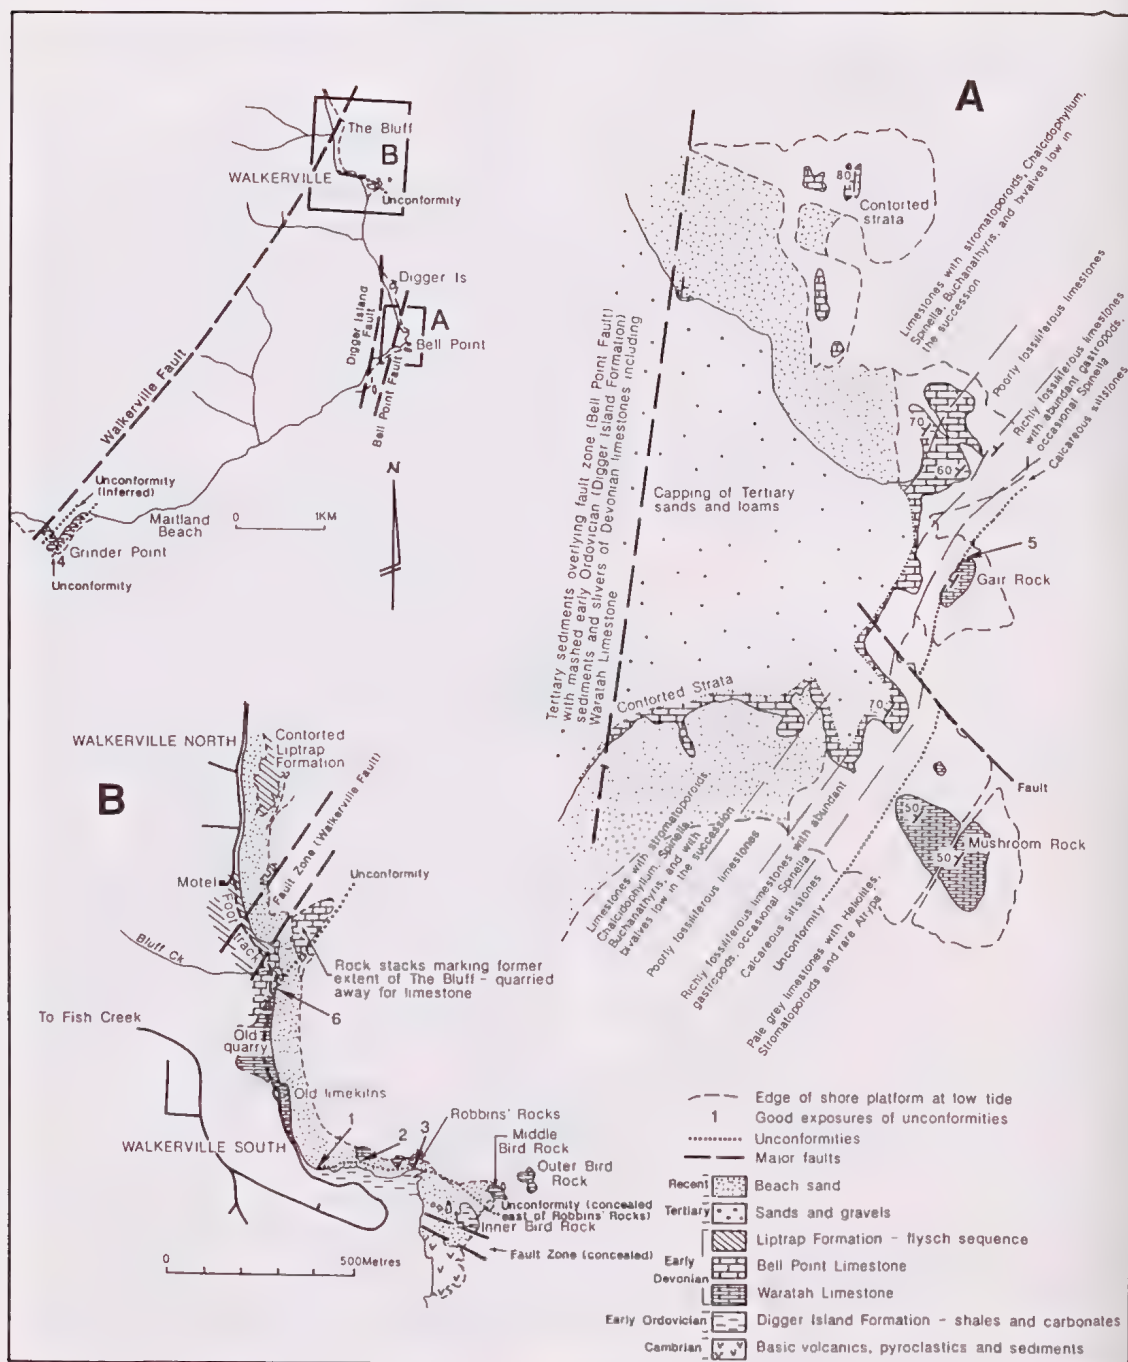 The Bluff
B
WALKERVILLE
Unconformity
Digger Is
A
Digger Island
Fault
Bell Point
Bell Point Fault
Walkerville Fault
N
Unconformity
(Inferred)
Maitland
Beach
0 1KM
4
Grinder Point
Unconformity
A
80
Contorted
strata
Limestones with stromatoporoids, Chalcidophyllum,
Spinella, Buchanathyris, and bivalves low in
the succession
Poorly fossiliferous limestones
Richly fossiliferous limestones
with abundant gastropods,
occasional Spinella
Calcareous siltstones
70
60
Tertiary sediments overlying fault zone (Bell Point Fault)
with mashed early Ordovician (Digger Island Formation)
sediments and slivers of Devonian limestones including
Waratah Limestone
Capping of Tertiary
sands and loams
5
Gair Rock
Contorted Strata
70
Fault
50
Mushroom Rock
50
Limestones with stromatoporoids,
Chalcidophyllum, Spinella,
Buchanathyris, and with
bivalves low in the succession
Poorly fossiliferous limestones
Richly fossiliferous limestones with abundant
gastropods, occasional Spinella
Calcareous siltstones
Unconformity
Pale grey limestones with Heliolites,
Stromatoporoids and rare Atrypa
B
WALKERVILLE NORTH
Contorted
Liptrap
Formation
Fault Zone (Walkerville Fault)
Unconformity
Motel
Foot track
Bluff Ck
Rock stacks marking former
extent of The Bluff - quarried
away for limestone
6
To Fish Creek
Old
quarry
Old limekilns
WALKERVILLE SOUTH
1
2
3
Robbins' Rocks
Middle
Bird Rock
Outer Bird
Rock
Unconformity (concealed
east of Robbins' Rocks)
Inner Bird Rock
Fault Zone (concealed)
0 500Metres
Edge of shore platform at low tide
1 Good exposures of unconformities
Unconformities
Major faults
Recent Beach sand
Tertiary Sands and gravels
Early
Devonian
Liptrap Formation - flysch sequence
Bell Point Limestone
Waratah Limestone
Early Ordovician Digger Island Formation - shales and carbonates
Cambrian Basic volcanics, pyroclastics and sediments